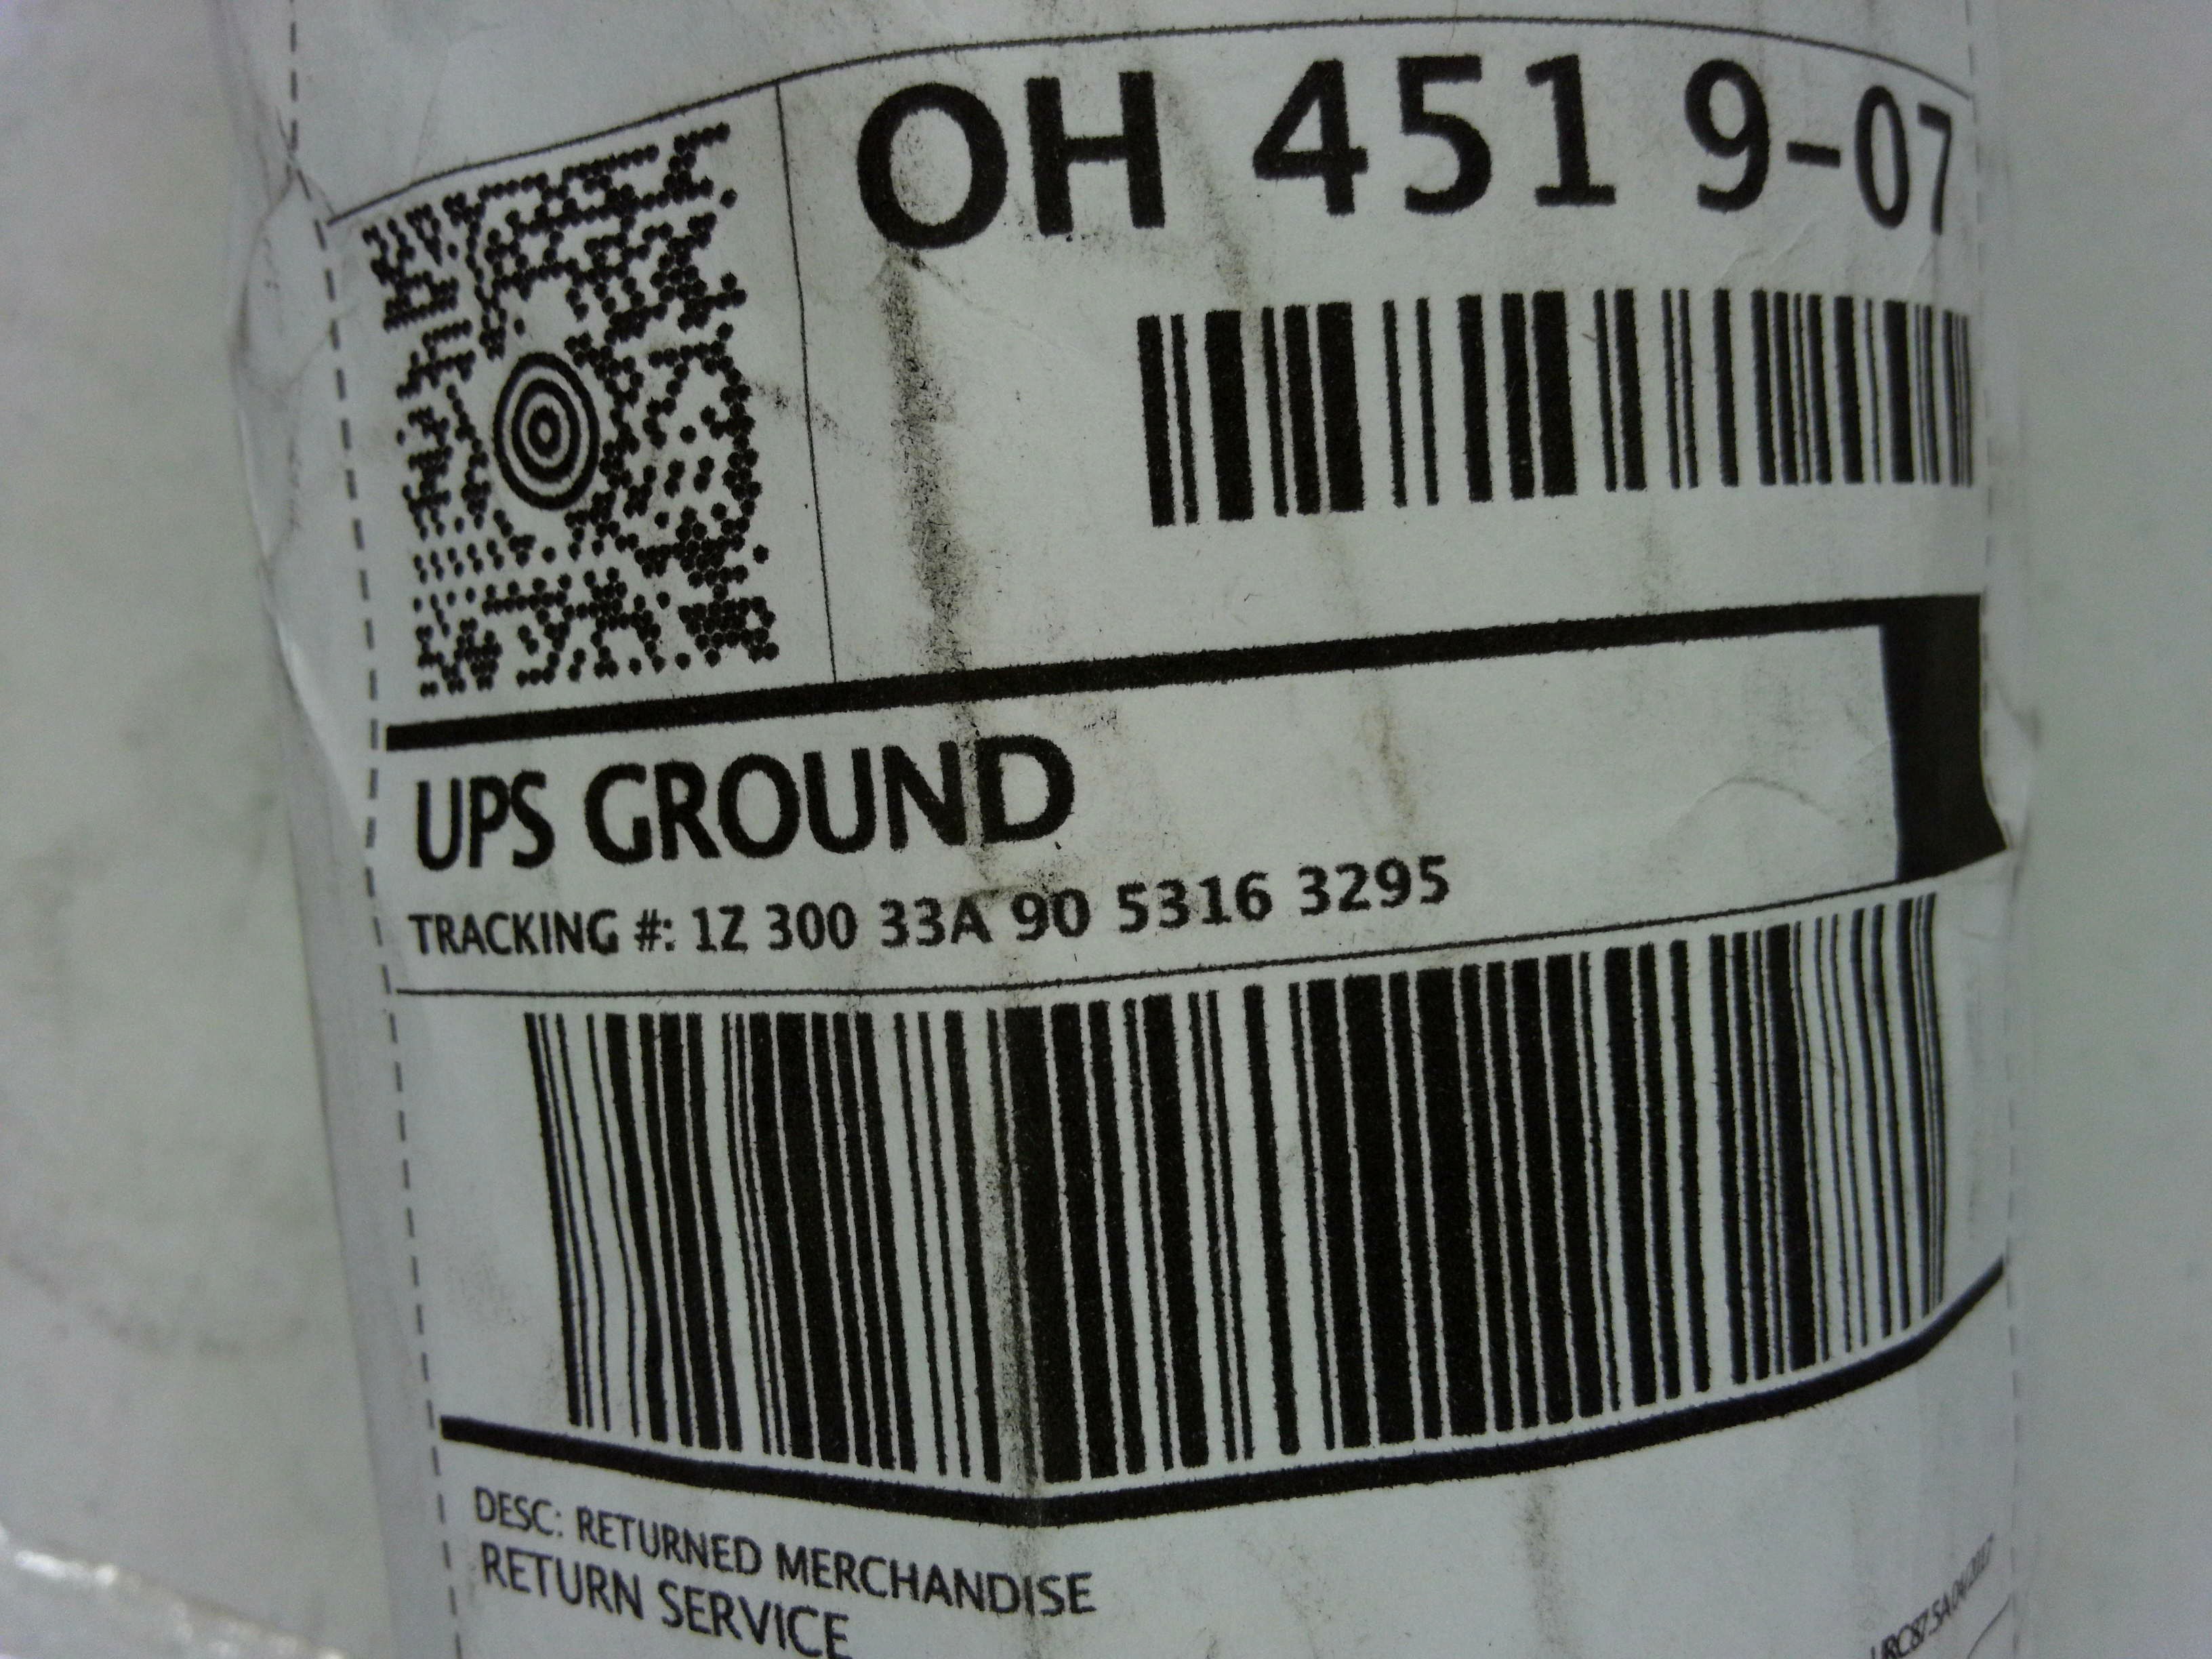 OH 451 9-07
UPS GROUND
TRACKING #: 1Z 300 33A 90 5316 3295
DESC: RETURNED MERCHANDISE
RETURN SERVICE